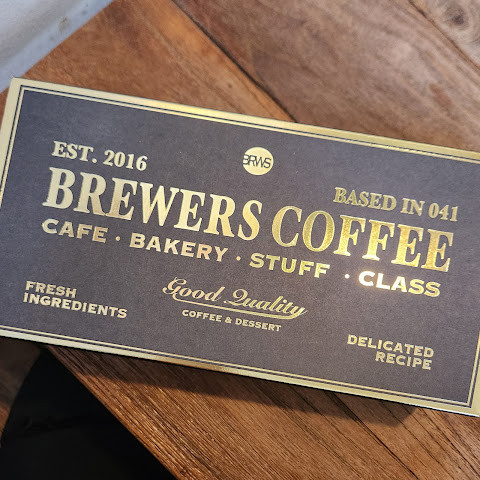 BRWS
EST. 2016
BASED IN 041
BREWERS COFFEE
CAFE · BAKERY · STUFF · CLASS
FRESH
INGREDIENTS
Good Quality
COFFEE & DESSERT
DELICATED
RECIPE